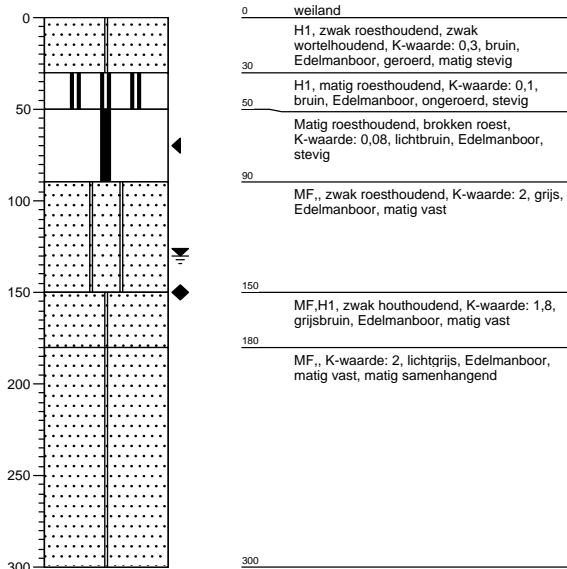 0
50
100
150
200
250
300
0
weiland
H1, zwak roesthoudend, zwak
wortelhoudend, K-waarde: 0,3, bruin,
Edelmanboor, geroerd, matig stevig
30
H1, matig roesthoudend, K-waarde: 0,1,
bruin, Edelmanboor, ongeroerd, stevig
50
Matig roesthoudend, brokken roest,
K-waarde: 0,08, lichtbruin, Edelmanboor,
stevig
90
MF,, zwak roesthoudend, K-waarde: 2, grijs,
Edelmanboor, matig vast
150
MF,H1, zwak houthoudend, K-waarde: 1,8,
grijsbruin, Edelmanboor, matig vast
180
MF,, K-waarde: 2, lichtgrijs, Edelmanboor,
matig vast, matig samenhangend
300